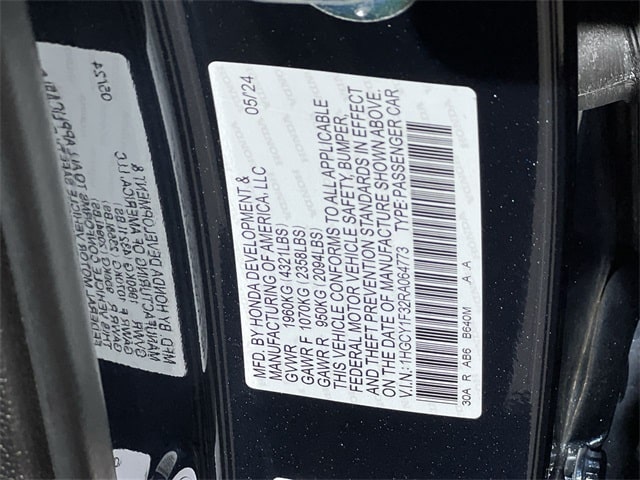 MFD. BY HONDA DEVELOPMENT & 05/24
MANUFACTURING OF AMERICA, LLC
GVWR 1960KG (4321LBS)
GAWR F 1070KG (2358LBS)
GAWR R 950KG (2094LBS)
THIS VEHICLE CONFORMS TO ALL APPLICABLE
FEDERAL MOTOR VEHICLE SAFETY, BUMPER,
AND THEFT PREVENTION STANDARDS IN EFFECT
ON THE DATE OF MANUFACTURE SHOWN ABOVE.
V.I.N.:1HGCY1F32RA064773 TYPE:PASSENGER CAR
30A R AB6 B640M A A